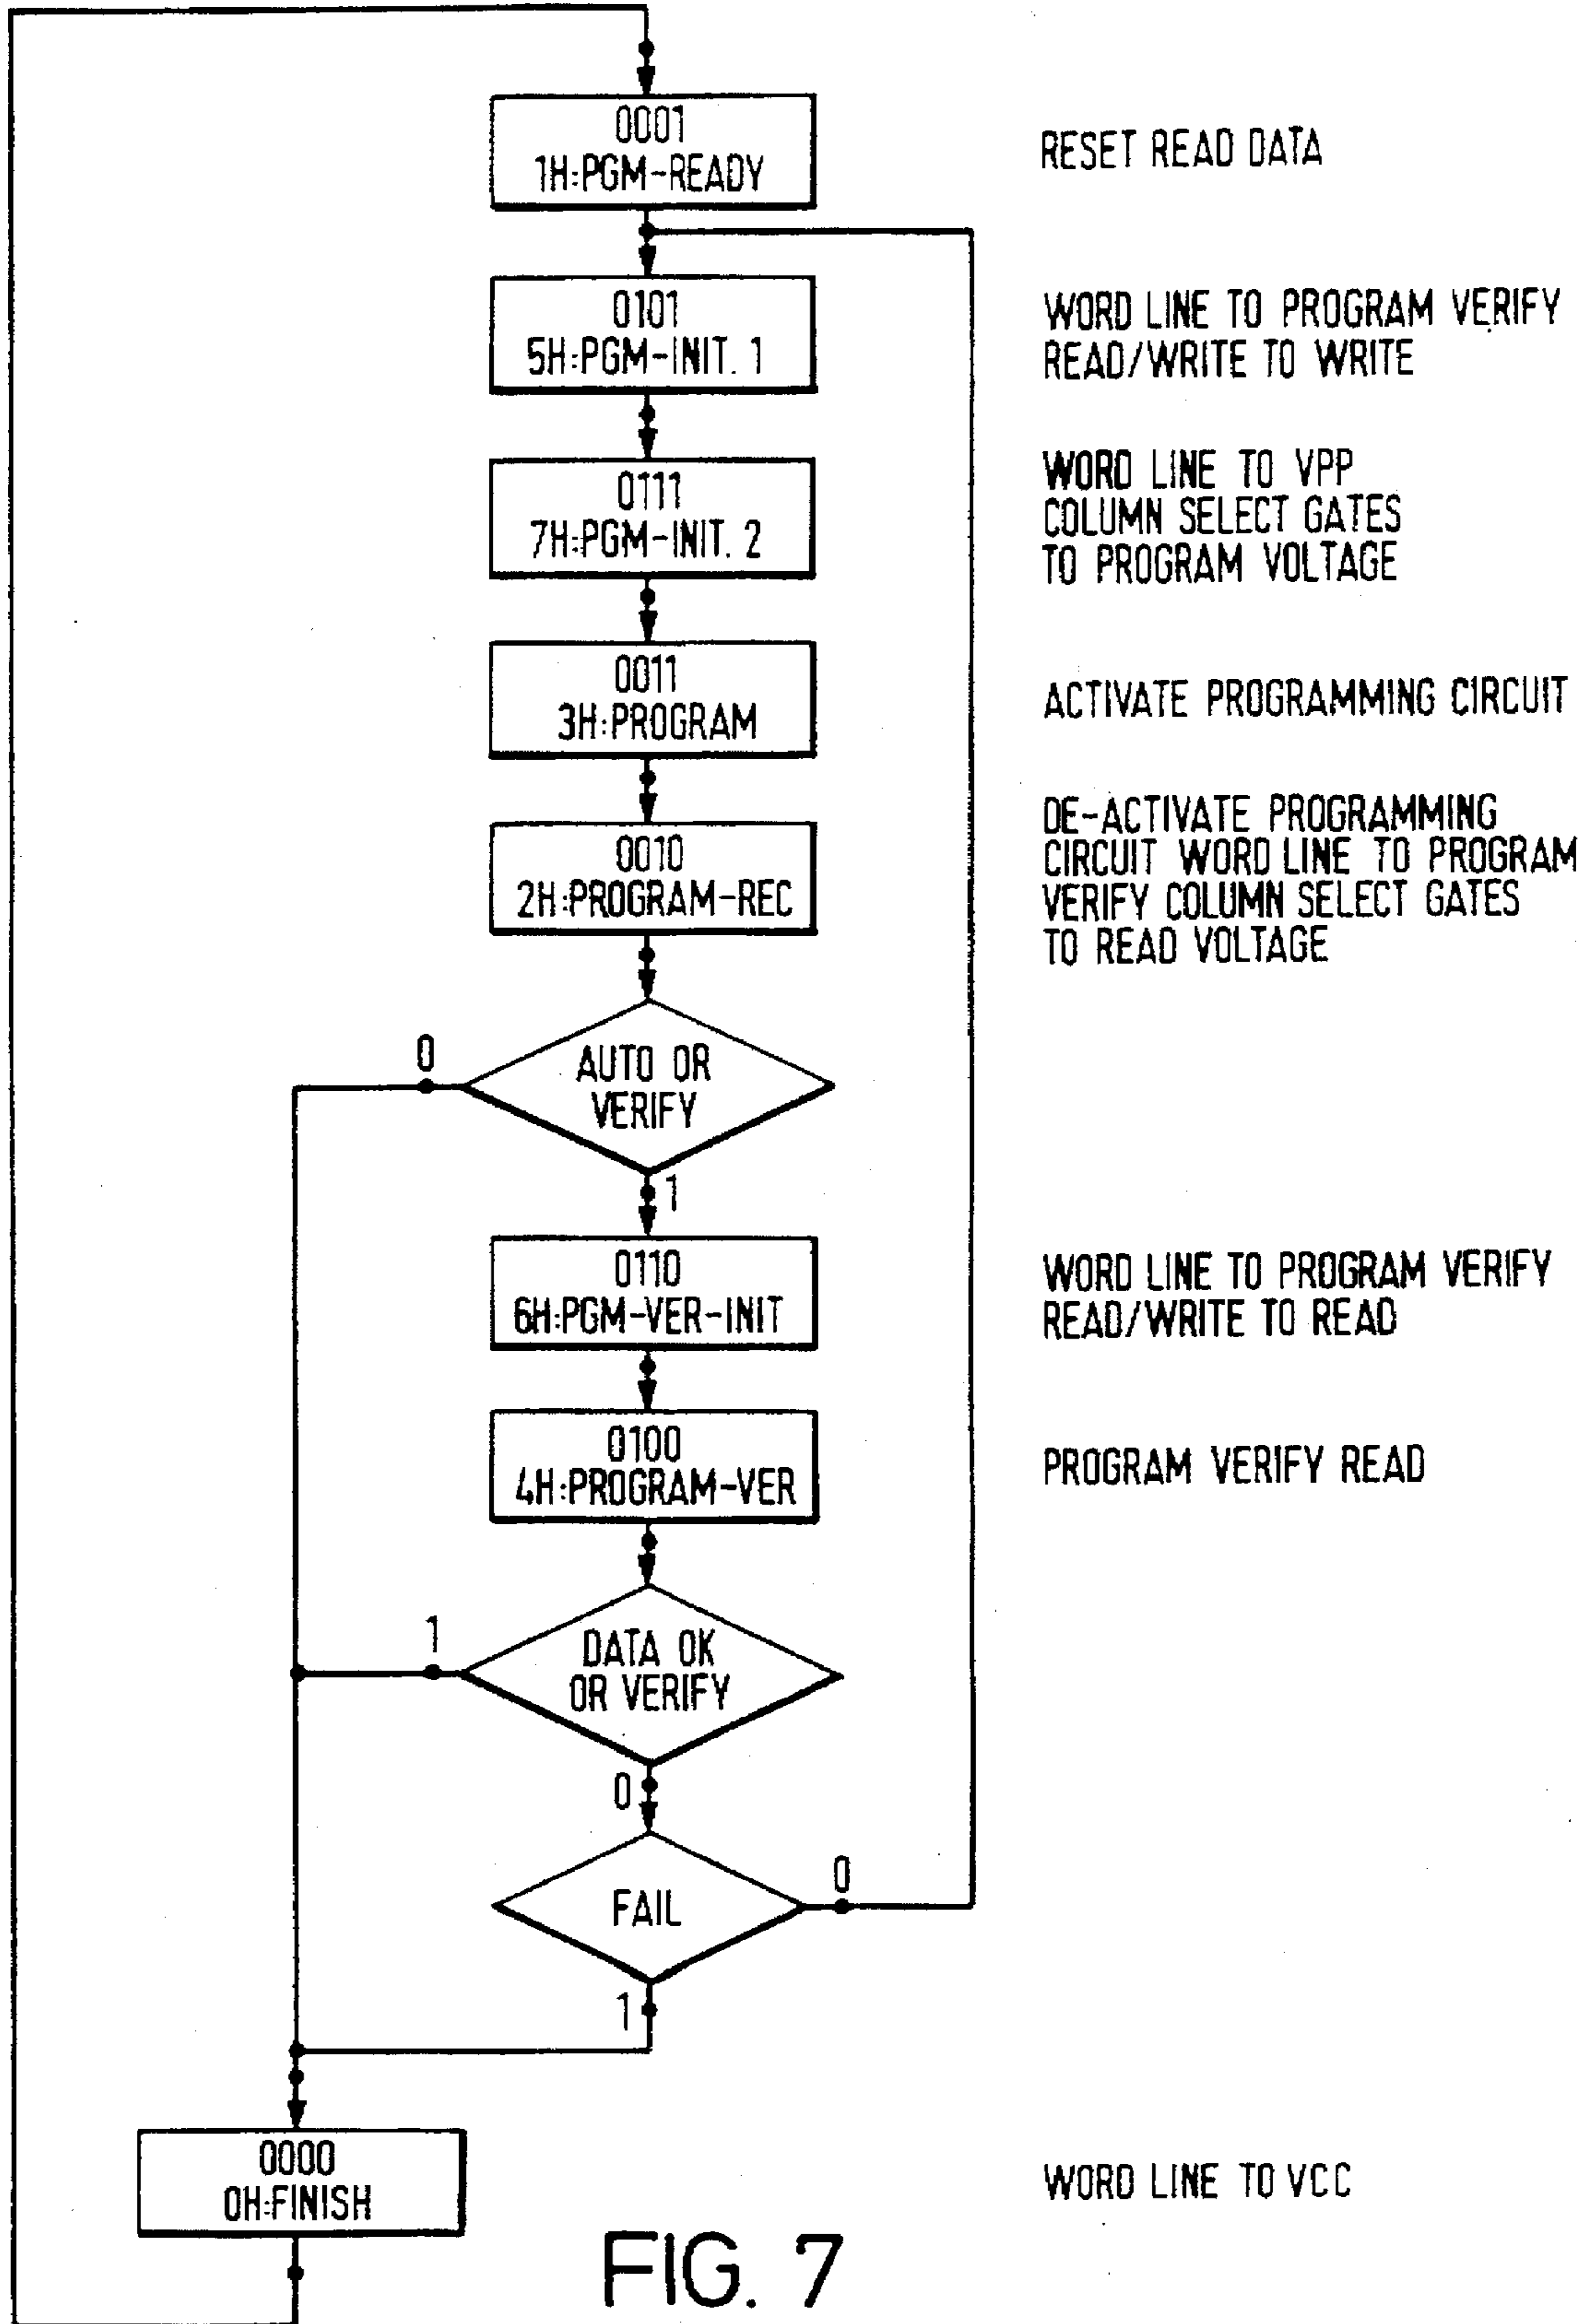 0001
1H:PGM-READY
RESET READ DATA
0101
5H:PGM-INIT. 1
WORD LINE TO PROGRAM VERIFY
READ/WRITE TO WRITE
0111
7H:PGM-INIT. 2
WORD LINE TO VPP
COLUMN SELECT GATES
TO PROGRAM VOLTAGE
0011
3H:PROGRAM
ACTIVATE PROGRAMMING CIRCUIT
0010
2H:PROGRAM-REC
DE-ACTIVATE PROGRAMMING
CIRCUIT WORD LINE TO PROGRAM
VERIFY COLUMN SELECT GATES
TO READ VOLTAGE
0
AUTO OR
VERIFY
1
0110
6H:PGM-VER-INIT
WORD LINE TO PROGRAM VERIFY
READ/WRITE TO READ
0100
4H:PROGRAM-VER
PROGRAM VERIFY READ
1
DATA OK
OR VERIFY
0
FAIL
0
1
0000
0H:FINISH
WORD LINE TO VCC
FIG. 7